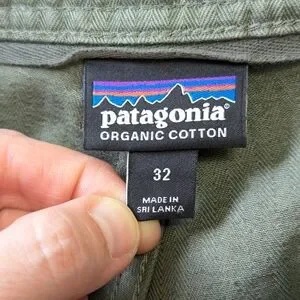 patagonia®
ORGANIC COTTON
32
MADE IN
SRI LANKA